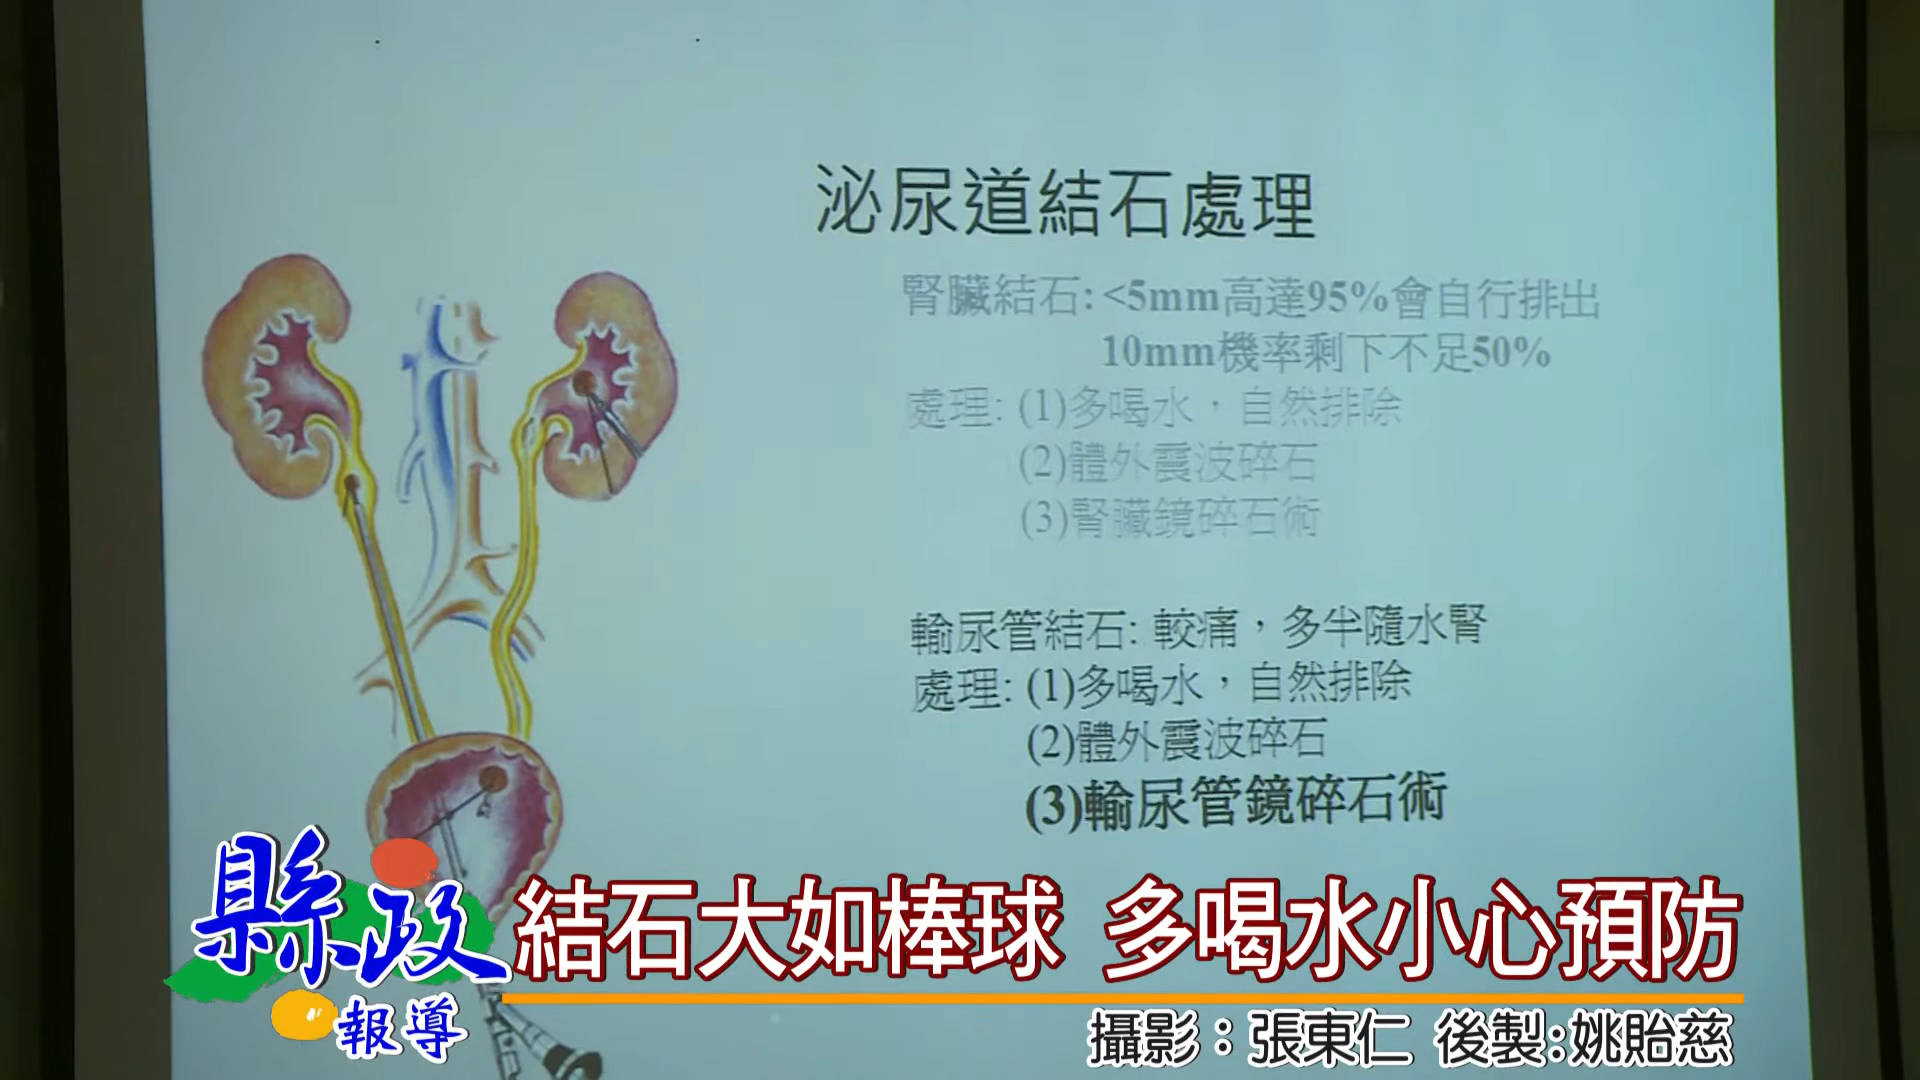 泌尿道結石處理
腎臟結石: <5mm高達95%會自行排出
10mm機率剩下不足50%
處理: (1)多喝水，自然排除
(2)體外震波碎石
(3)腎臟鏡碎石術
輸尿管結石: 較痛，多半隨水腎
處理: (1)多喝水，自然排除
(2)體外震波碎石
(3)輸尿管鏡碎石術
縣政
報導
結石大如棒球 多喝水小心預防
攝影：張東仁 後製:姚貽慈